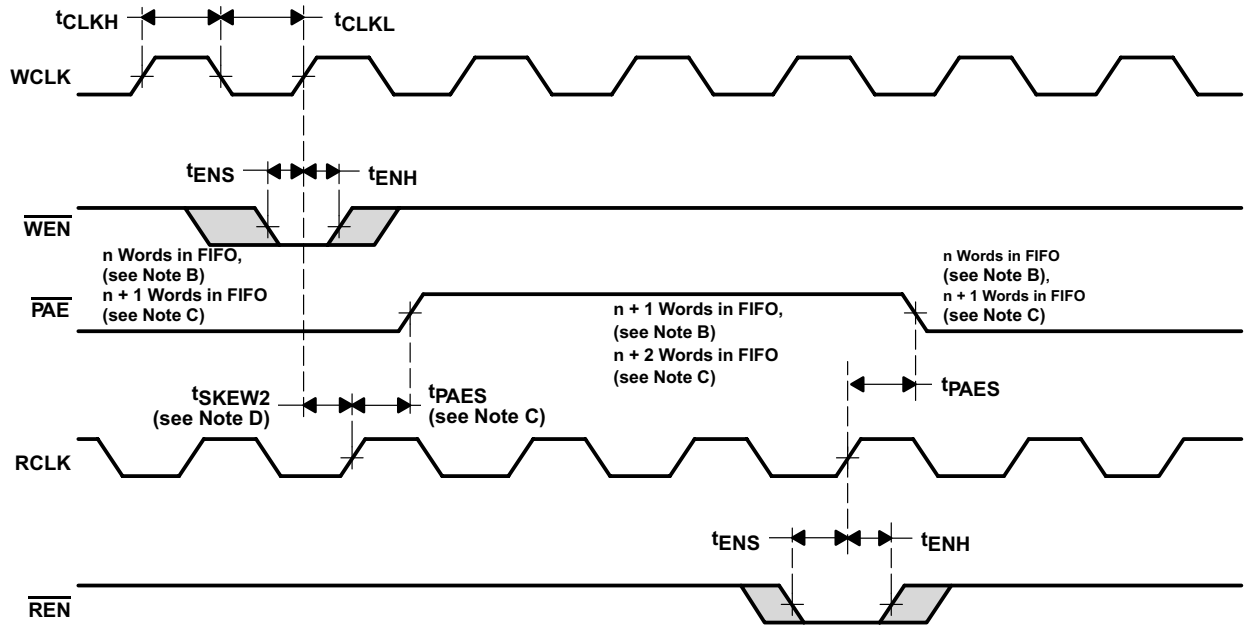 tCLKH
tCLKL
WCLK
tENS
tENH
WEN
n Words in FIFO,
(see Note B)
n + 1 Words in FIFO
(see Note C)
PAE
n + 1 Words in FIFO,
(see Note B)
n + 2 Words in FIFO
(see Note C)
n Words in FIFO
(see Note B),
n + 1 Words in FIFO
(see Note C)
tSKEW2
(see Note D)
tPAES
(see Note C)
tPAES
RCLK
tENS
tENH
REN